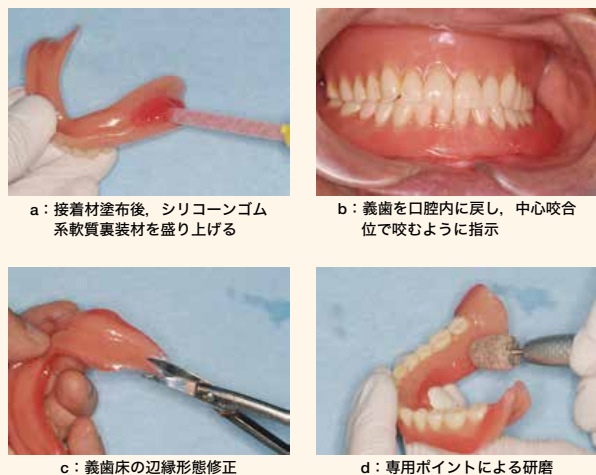 a：接着材塗布後，シリコーンゴム
系軟質裏装材を盛り上げる
b：義歯を口腔内に戻し，中心咬合
位で咬むように指示
c：義歯床の辺縁形態修正
d：専用ポイントによる研磨